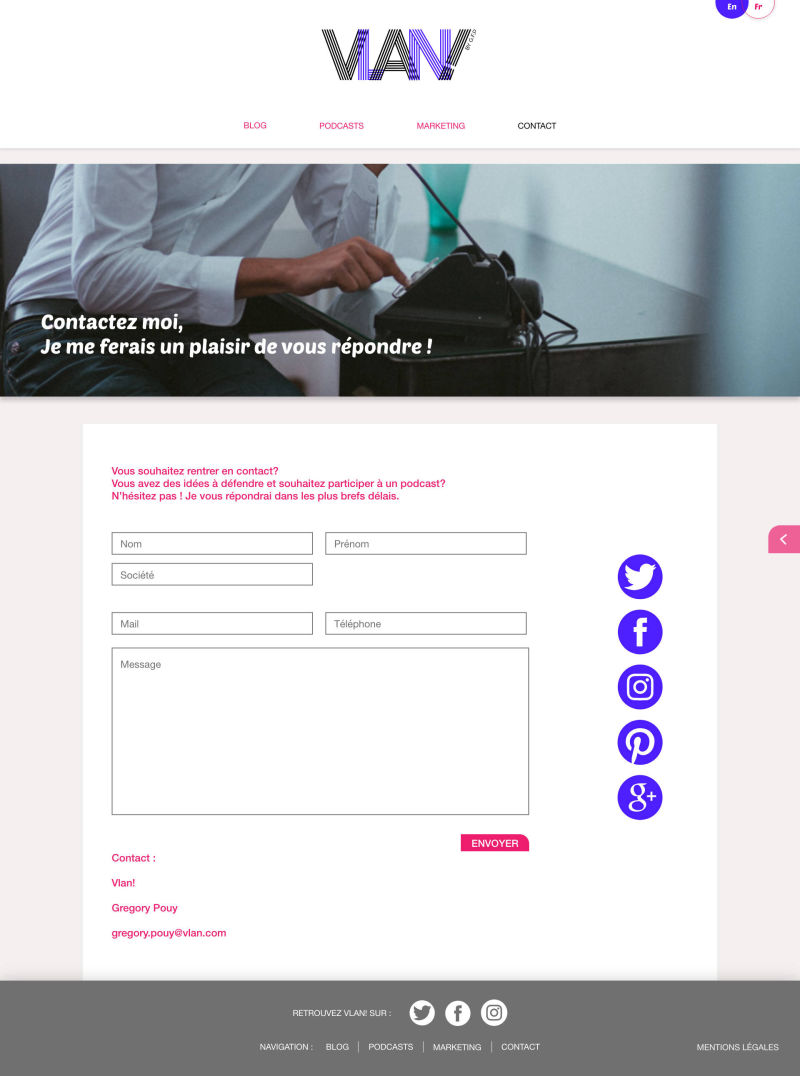 En Fr
VLAN!
BY G.T.D
BLOG PODCASTS MARKETING CONTACT
Contactez moi,
Je me ferais un plaisir de vous répondre !
Vous souhaitez rentrer en contact?
Vous avez des idées à défendre et souhaitez participer à un podcast?
N'hésitez pas ! Je vous répondrai dans les plus brefs délais.
Nom Prénom
Société
Mail Téléphone
Message
ENVOYER
Contact :
Vlan!
Gregory Pouy
gregory.pouy@vlan.com
RETROUVEZ VLAN! SUR :
NAVIGATION : BLOG | PODCASTS | MARKETING | CONTACT
MENTIONS LÉGALES